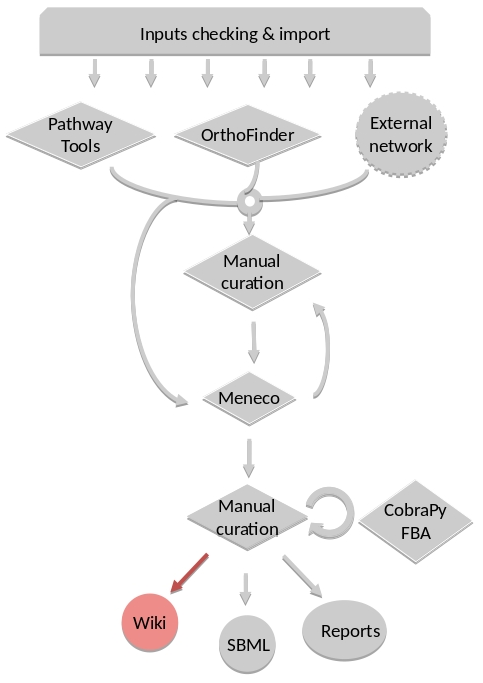 Inputs checking & import
Pathway
Tools
OrthoFinder
External
network
Manual
curation
Meneco
Manual
curation
CobraPy
FBA
Wiki
SBML
Reports